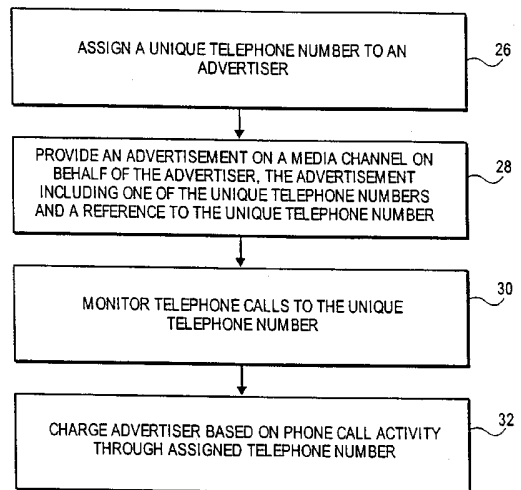 ASSIGN A UNIQUE TELEPHONE NUMBER TO AN
ADVERTISER
26
PROVIDE AN ADVERTISEMENT ON A MEDIA CHANNEL ON
BEHALF OF THE ADVERTISER, THE ADVERTISEMENT
INCLUDING ONE OF THE UNIQUE TELEPHONE NUMBERS
AND A REFERENCE TO THE UNIQUE TELEPHONE NUMBER
28
MONITOR TELEPHONE CALLS TO THE UNIQUE
TELEPHONE NUMBER
30
CHARGE ADVERTISER BASED ON PHONE CALL ACTIVITY
THROUGH ASSIGNED TELEPHONE NUMBER
32